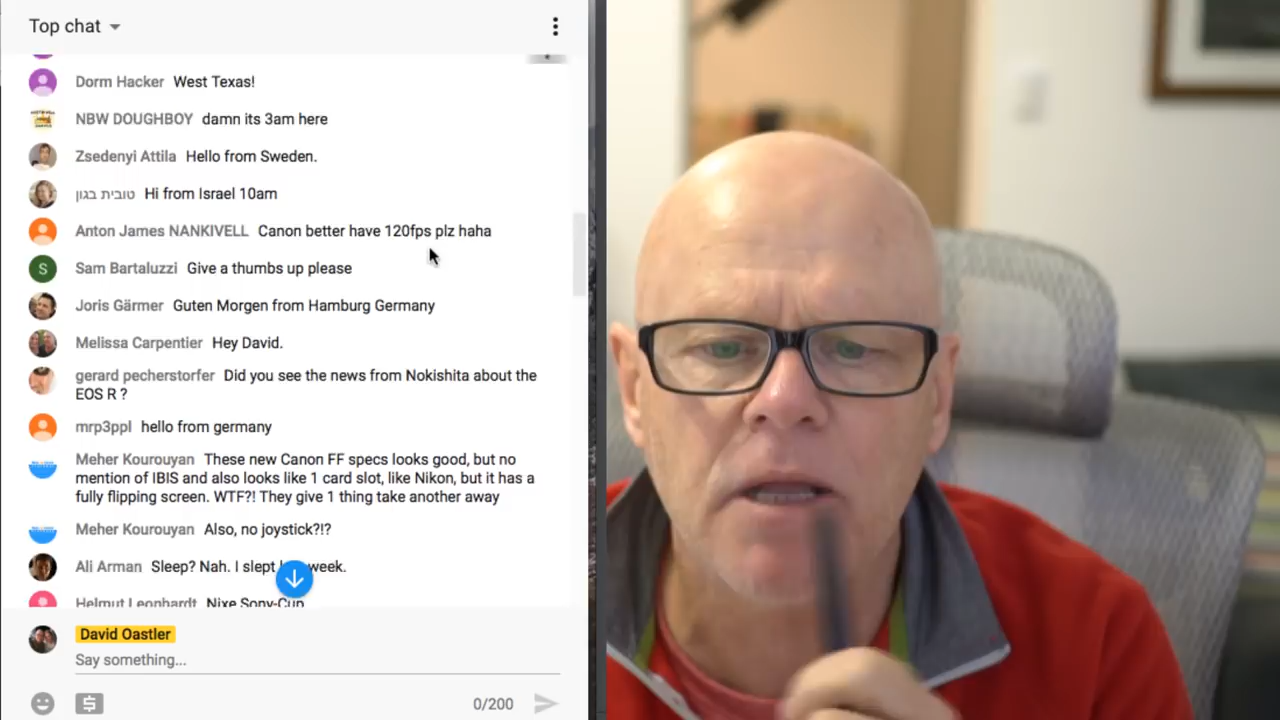 Top chat
Dorm Hacker West Texas!
NBW DOUGHBOY damn its 3am here
Zsedenyi Attila Hello from Sweden.
טובית בגון Hi from Israel 10am
Anton James NANKIVELL Canon better have 120fps plz haha
S
Sam Bartaluzzi Give a thumbs up please
Joris Gärmer Guten Morgen from Hamburg Germany
Melissa Carpentier Hey David.
gerard pecherstorfer Did you see the news from Nokishita about the
EOS R ?
mrp3ppl hello from germany
Meher Kourouyan These new Canon FF specs looks good, but no
mention of IBIS and also looks like 1 card slot, like Nikon, but it has a
fully flipping screen. WTF?! They give 1 thing take another away
Meher Kourouyan Also, no joystick?!?
Ali Arman Sleep? Nah. I slept week.
Helmut Leonhardt Nixe Sony-Cup
David Oastler
Say something...
0/200